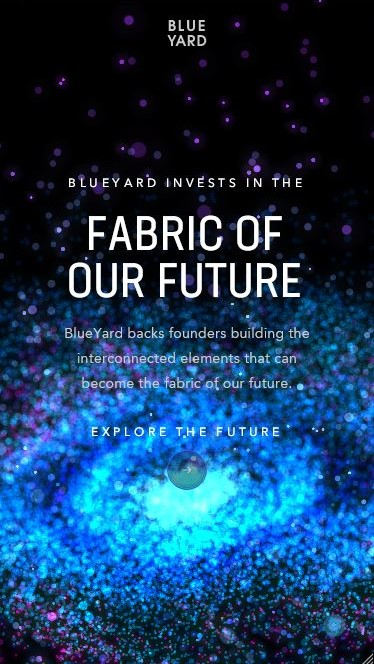 BLUE
YARD
BLUEYARD INVESTS IN THE
FABRIC OF
OUR FUTURE
BlueYard backs founders building the
interconnected elements that can
become the fabric of our future.
EXPLORE THE FUTURE